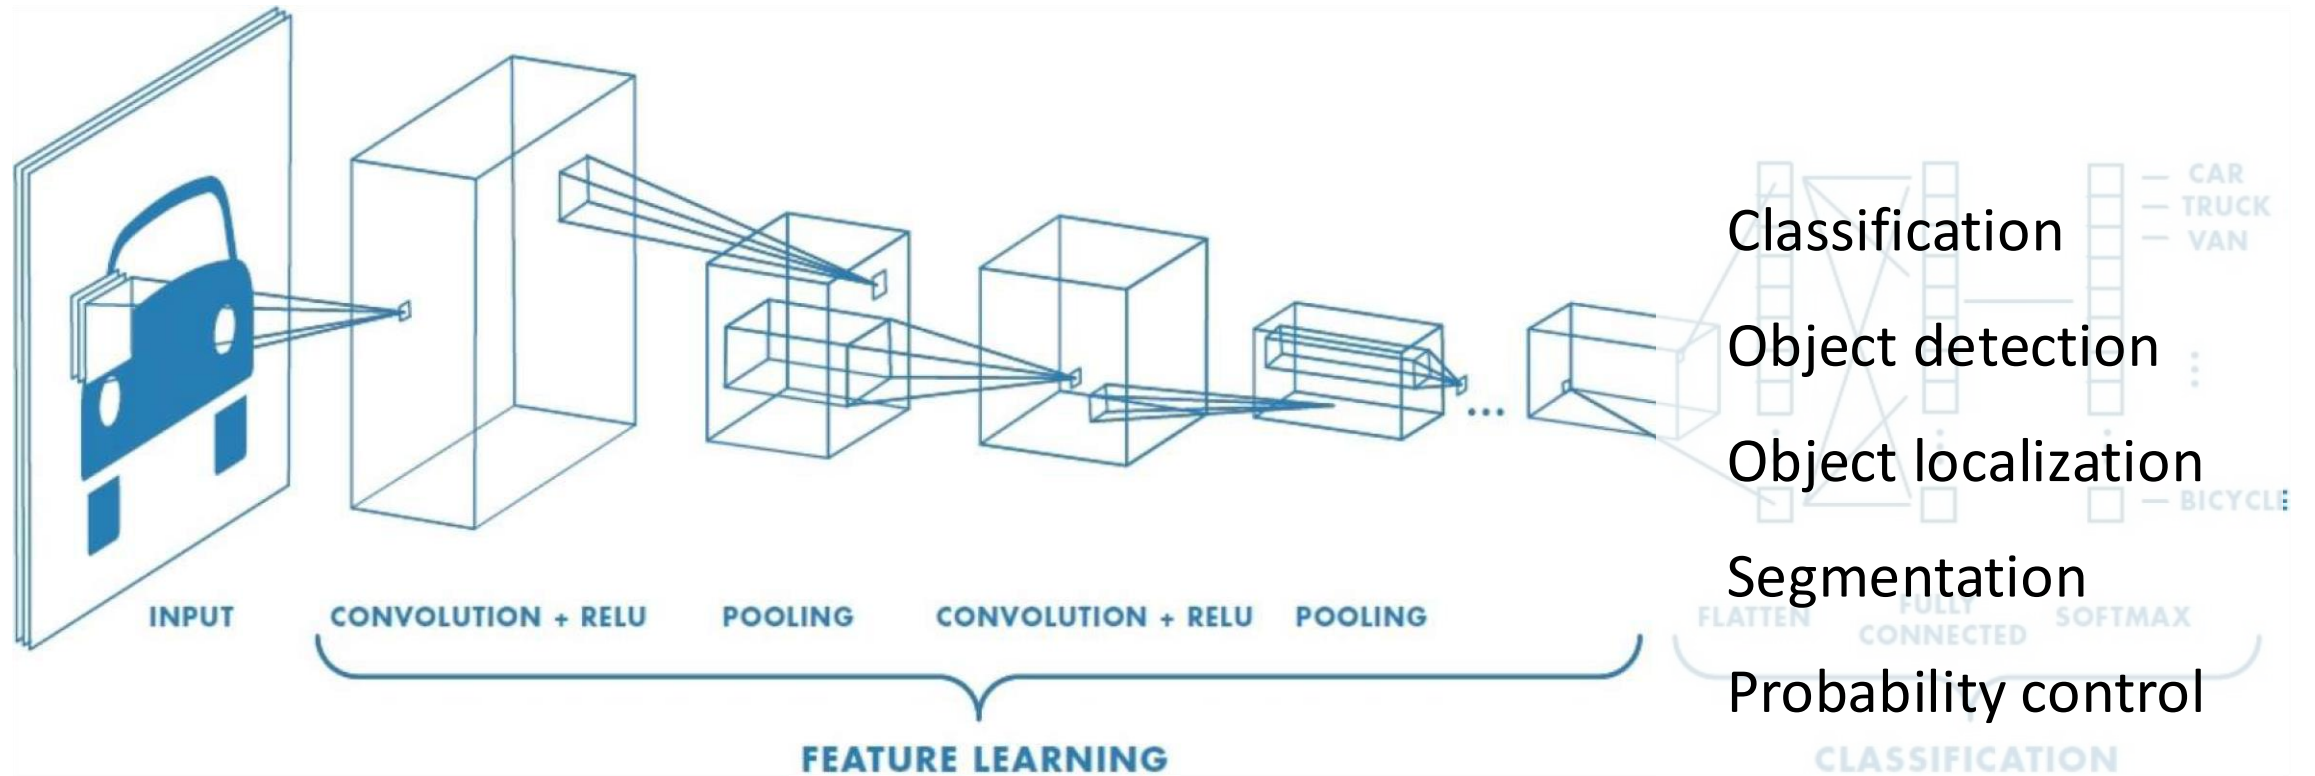 CAR
TRUCK
Classification
VAN
Object detection
Object localization
BICYCLE
Segmentation
INPUT
CONVOLUTION + RELU
POOLING
CONVOLUTION + RELU
POOLING
FLATTEN
FULLY
CONNECTED
SOFTMAX
Probability control
FEATURE LEARNING
CLASSIFICATION